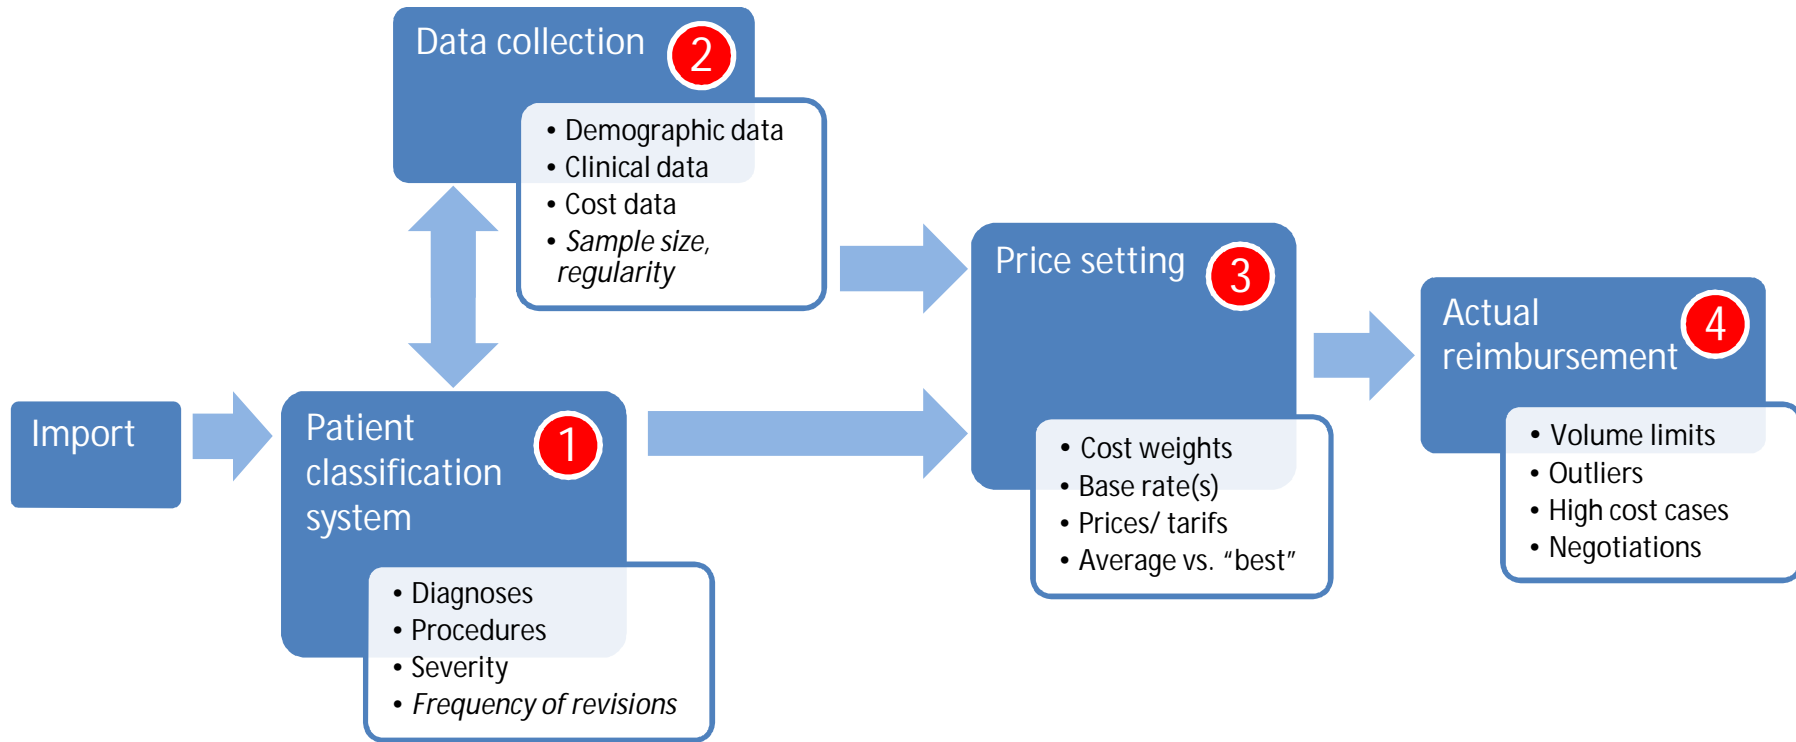 Import
Patient
classification
system
1
• Diagnoses
• Procedures
• Severity
• Frequency of revisions
Data collection
2
• Demographic data
• Clinical data
• Cost data
• Sample size,
regularity
Price setting
3
• Cost weights
• Base rate(s)
• Prices/ tarifs
• Average vs. “best”
Actual
reimbursement
4
• Volume limits
• Outliers
• High cost cases
• Negotiations